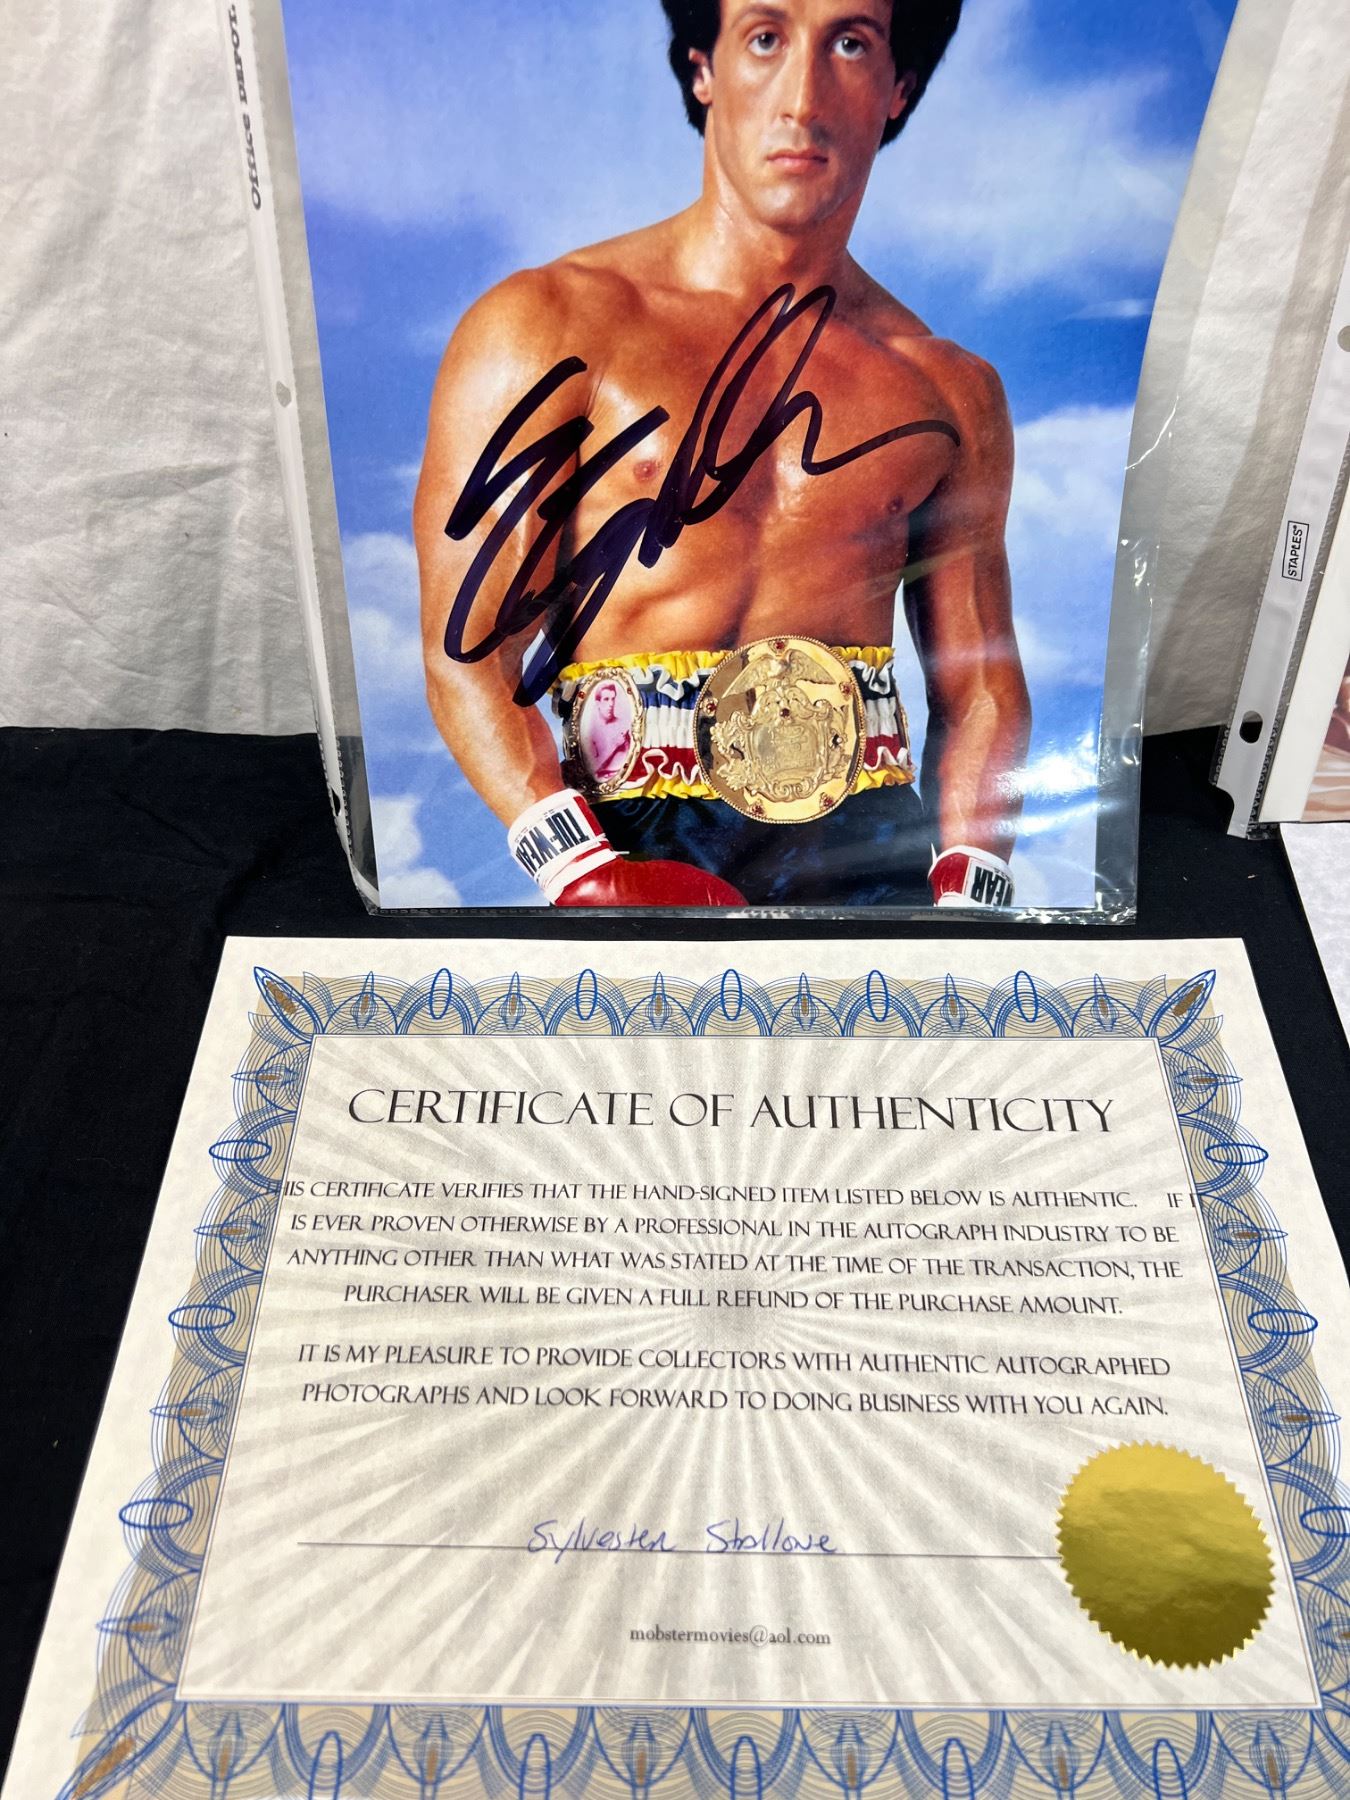 Office DEPOT
STAPLES
TUF-WEAR
WEAR
CERTIFICATE OF AUTHENTICITY
HIS CERTIFICATE VERIFIES THAT THE HAND-SIGNED ITEM LISTED BELOW IS AUTHENTIC. IF I
IS EVER PROVEN OTHERWISE BY A PROFESSIONAL IN THE AUTOGRAPH INDUSTRY TO BE
ANYTHING OTHER THAN WHAT WAS STATED AT THE TIME OF THE TRANSACTION, THE
PURCHASER WILL BE GIVEN A FULL REFUND OF THE PURCHASE AMOUNT.
IT IS MY PLEASURE TO PROVIDE COLLECTORS WITH AUTHENTIC AUTOGRAPHED
PHOTOGRAPHS AND LOOK FORWARD TO DOING BUSINESS WITH YOU AGAIN.
Sylvester Stallone
mobstermovies@aol.com